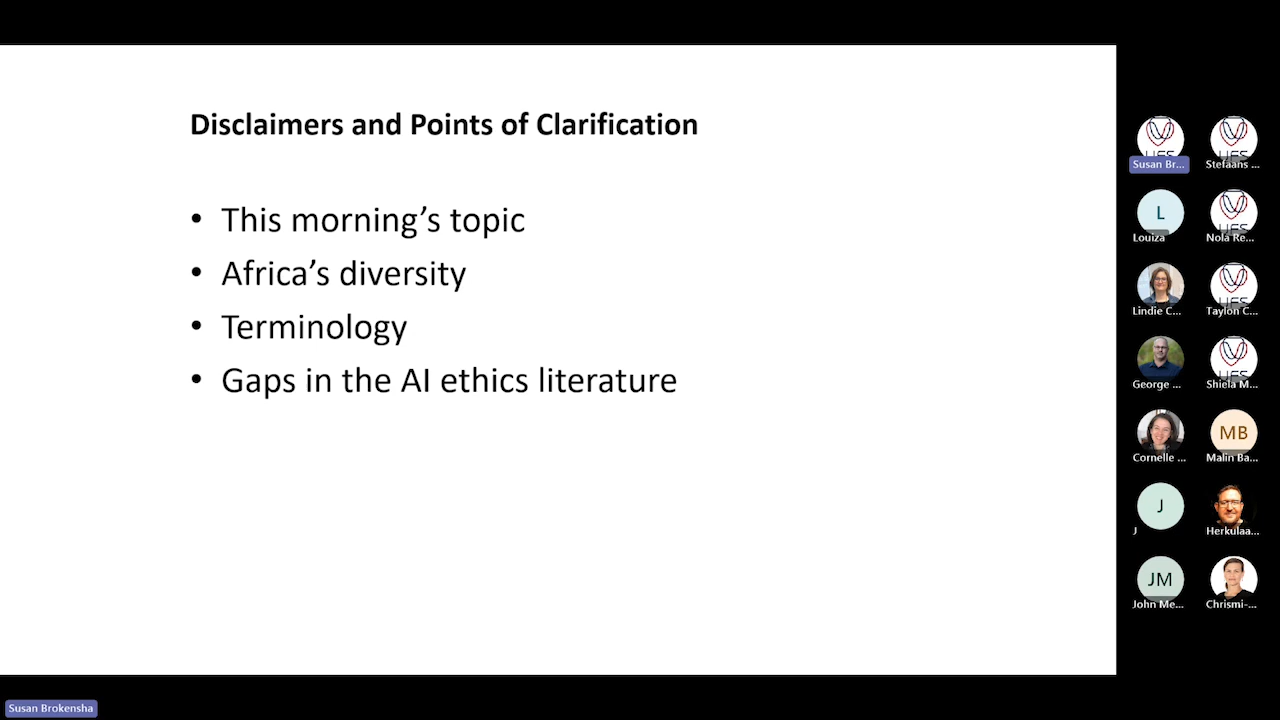 Disclaimers and Points of Clarification
• This morning’s topic
• Africa’s diversity
• Terminology
• Gaps in the AI ethics literature
Susan Br...
Stefaans ...
L
Louiza
Nola Re...
Lindie C...
Taylon C...
George ...
Shiela M...
Cornelle ...
MB
Malin Ba...
J
J
Herkulaa...
JM
John Me...
Chrismi-...
Susan Brokensha